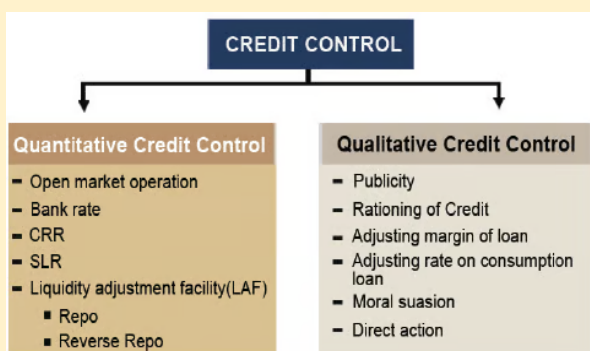 CREDIT CONTROL
Quantitative Credit Control
– Open market operation
– Bank rate
– CRR
– SLR
– Liquidity adjustment facility(LAF)
▪ Repo
▪ Reverse Repo
Qualitative Credit Control
– Publicity
– Rationing of Credit
– Adjusting margin of loan
– Adjusting rate on consumption
loan
– Moral suasion
– Direct action